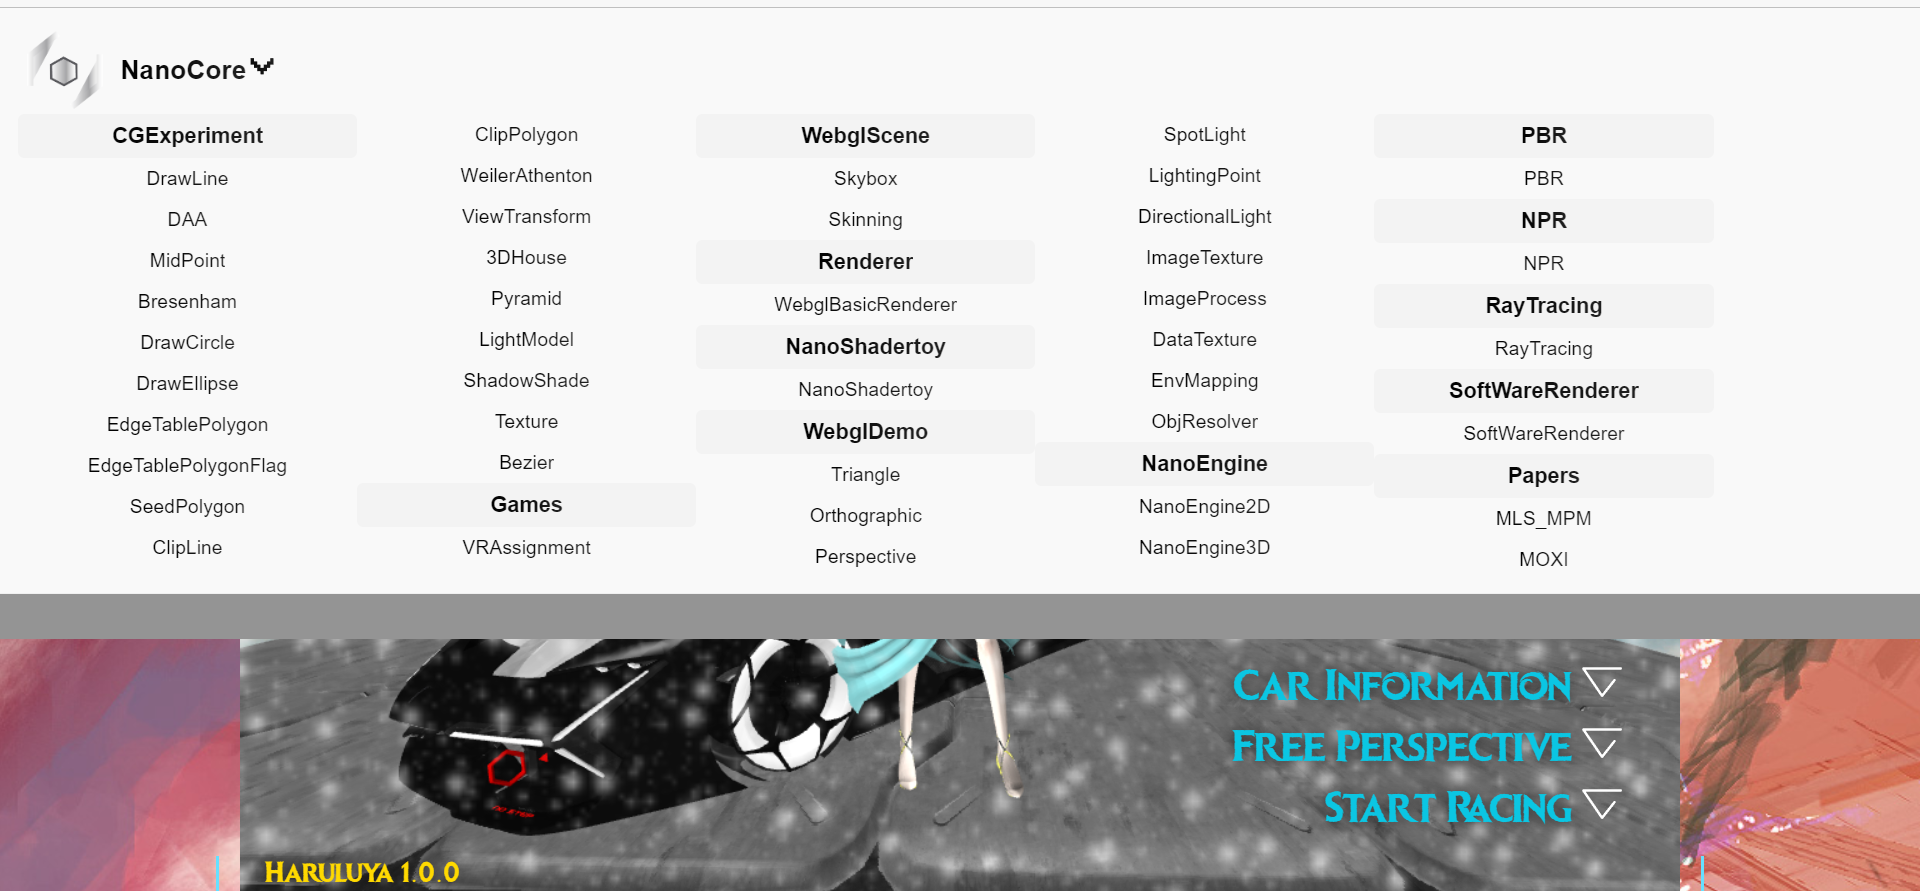 NanoCore
CGExperiment
DrawLine
DAA
MidPoint
Bresenham
DrawCircle
DrawEllipse
EdgeTablePolygon
EdgeTablePolygonFlag
SeedPolygon
ClipLine
ClipPolygon
WeilerAthenton
ViewTransform
3DHouse
Pyramid
LightModel
ShadowShade
Texture
Bezier
Games
VRAssignment
WebglScene
Skybox
Skinning
Renderer
WebglBasicRenderer
NanoShadertoy
NanoShadertoy
WebglDemo
Triangle
Orthographic
Perspective
SpotLight
LightingPoint
DirectionalLight
ImageTexture
ImageProcess
DataTexture
EnvMapping
ObjResolver
NanoEngine
NanoEngine2D
NanoEngine3D
PBR
PBR
NPR
NPR
RayTracing
RayTracing
SoftWareRenderer
SoftWareRenderer
Papers
MLS_MPM
MOXI
CAR INFORMATION
FREE PERSPECTIVE
START RACING
HARULUYA 1.0.0